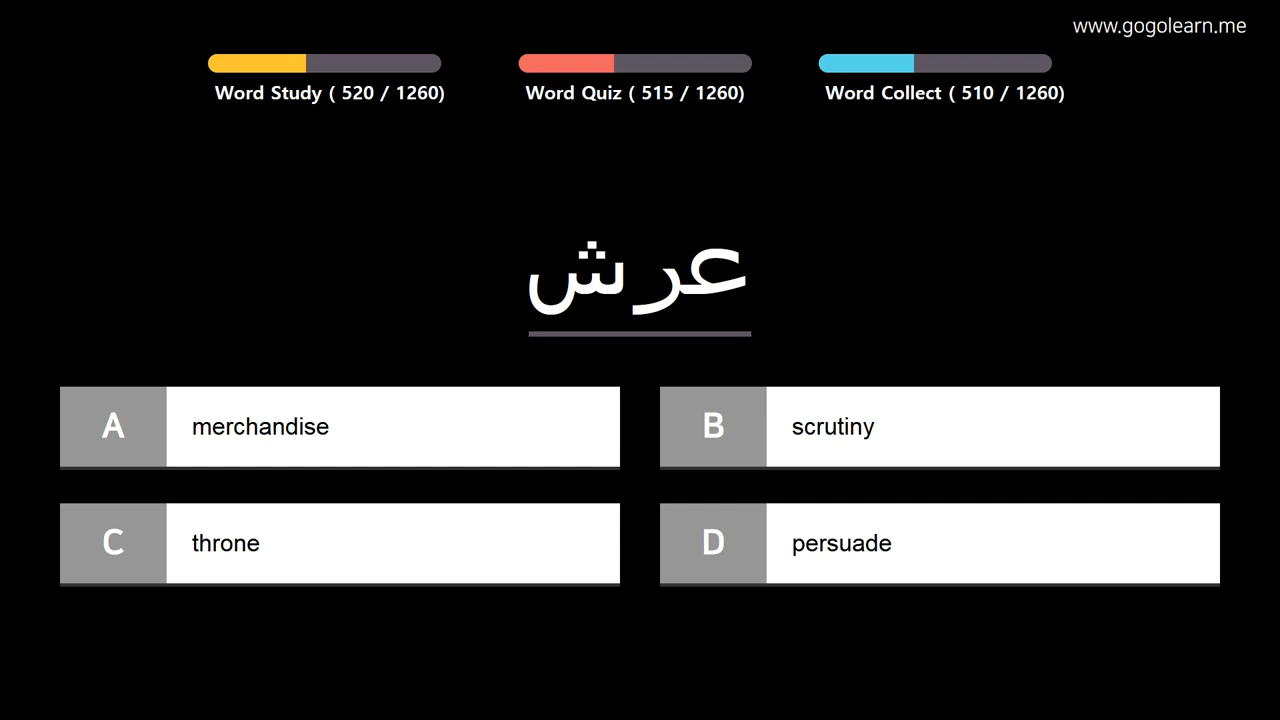 www.gogolearn.me
Word Study ( 520 / 1260)
Word Quiz ( 515 / 1260)
Word Collect ( 510 / 1260)
عرش
A merchandise
B scrutiny
C throne
D persuade